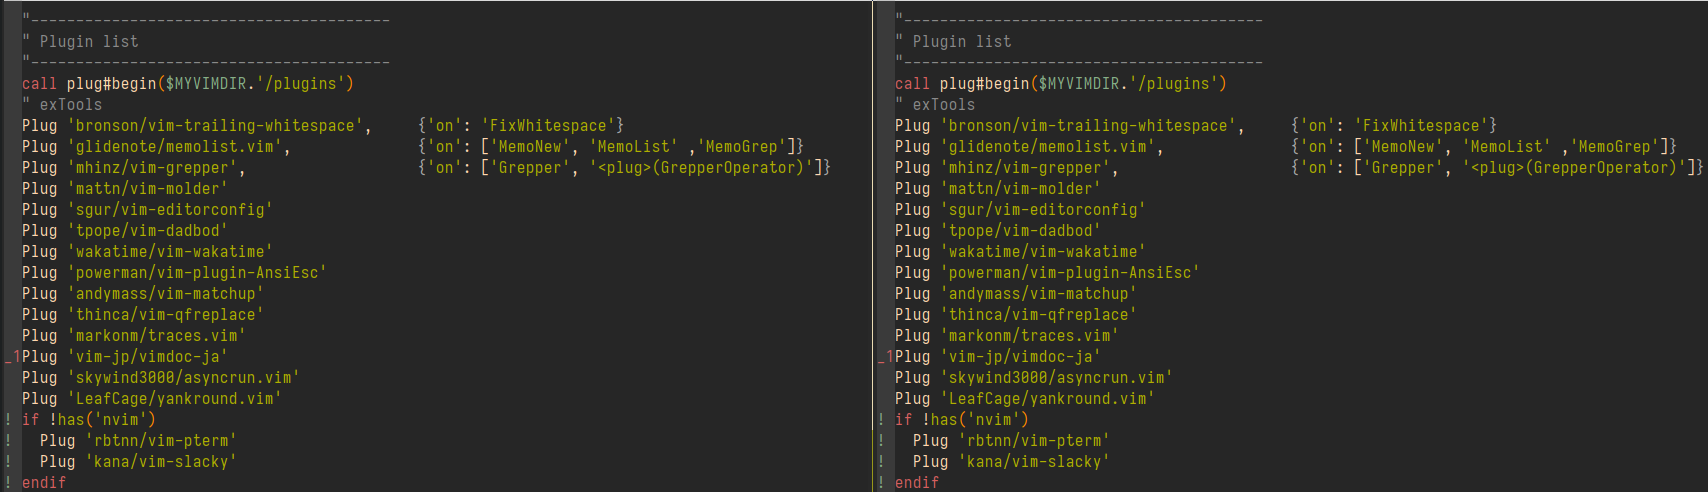 "----------------------------------------
" Plugin list
"----------------------------------------
call plug#begin($MYVIMDIR.'/plugins')
" exTools
Plug 'bronson/vim-trailing-whitespace',     {'on': 'FixWhitespace'}
Plug 'glidenote/memolist.vim',              {'on': ['MemoNew', 'MemoList' ,'MemoGrep']}
Plug 'mhinz/vim-grepper',                   {'on': ['Grepper', '<plug>(GrepperOperator)']}
Plug 'mattn/vim-molder'
Plug 'sgur/vim-editorconfig'
Plug 'tpope/vim-dadbod'
Plug 'wakatime/vim-wakatime'
Plug 'powerman/vim-plugin-AnsiEsc'
Plug 'andymass/vim-matchup'
Plug 'thinca/vim-qfreplace'
Plug 'markonm/traces.vim'
_1Plug 'vim-jp/vimdoc-ja'
Plug 'skywind3000/asyncrun.vim'
Plug 'LeafCage/yankround.vim'
! if !has('nvim')
!   Plug 'rbtnn/vim-pterm'
!   Plug 'kana/vim-slacky'
! endif
"----------------------------------------
" Plugin list
"----------------------------------------
call plug#begin($MYVIMDIR.'/plugins')
" exTools
Plug 'bronson/vim-trailing-whitespace',     {'on': 'FixWhitespace'}
Plug 'glidenote/memolist.vim',              {'on': ['MemoNew', 'MemoList' ,'MemoGrep']}
Plug 'mhinz/vim-grepper',                   {'on': ['Grepper', '<plug>(GrepperOperator)']}
Plug 'mattn/vim-molder'
Plug 'sgur/vim-editorconfig'
Plug 'tpope/vim-dadbod'
Plug 'wakatime/vim-wakatime'
Plug 'powerman/vim-plugin-AnsiEsc'
Plug 'andymass/vim-matchup'
Plug 'thinca/vim-qfreplace'
Plug 'markonm/traces.vim'
_1Plug 'vim-jp/vimdoc-ja'
Plug 'skywind3000/asyncrun.vim'
Plug 'LeafCage/yankround.vim'
! if !has('nvim')
!   Plug 'rbtnn/vim-pterm'
!   Plug 'kana/vim-slacky'
! endif